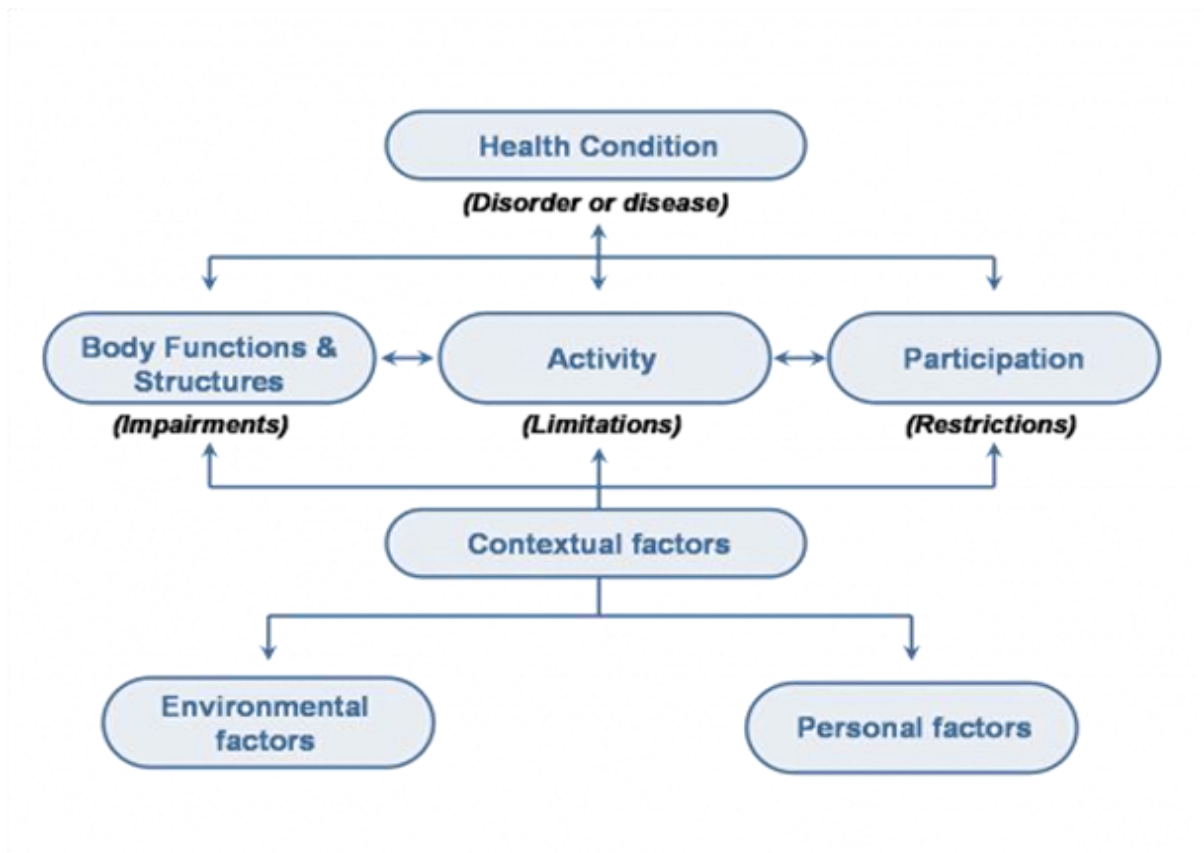 Health Condition
(Disorder or disease)
Body Functions &
Structures
(Impairments)
Activity
(Limitations)
Participation
(Restrictions)
Contextual factors
Environmental
factors
Personal factors